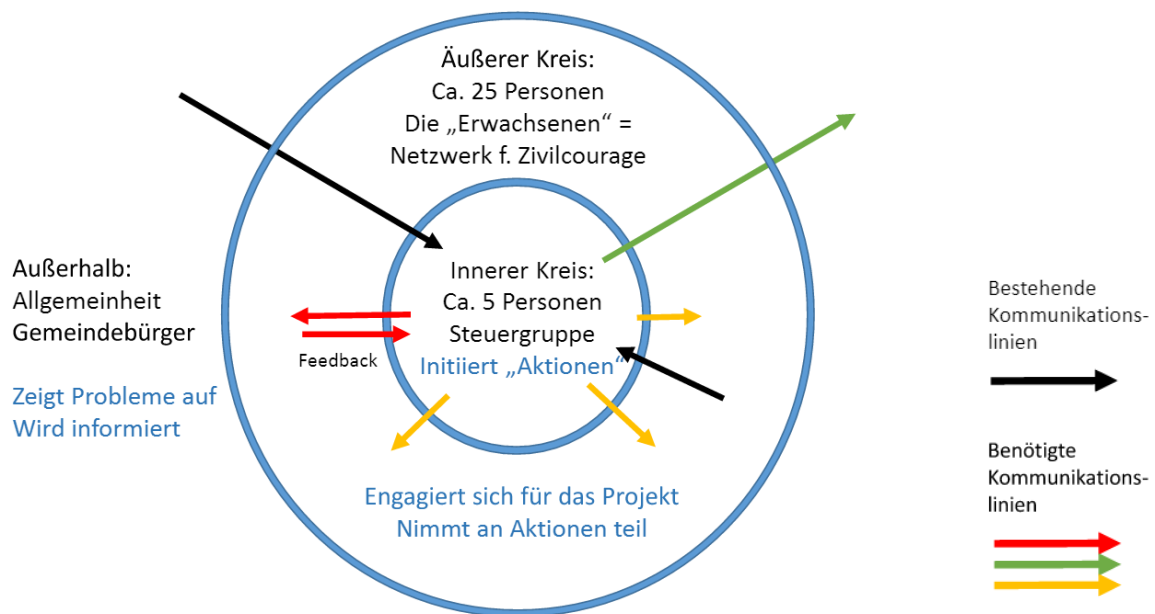 Äußerer Kreis:
Ca. 25 Personen
Die „Erwachsenen“ =
Netzwerk f. Zivilcourage
Innerer Kreis:
Ca. 5 Personen
Steuergruppe
Initiiert „Aktionen“
Feedback
Engagiert sich für das Projekt
Nimmt an Aktionen teil
Außerhalb:
Allgemeinheit
Gemeindebürger
Zeigt Probleme auf
Wird informiert
Bestehende
Kommunikations-
linien
Benötigte
Kommunikations-
linien